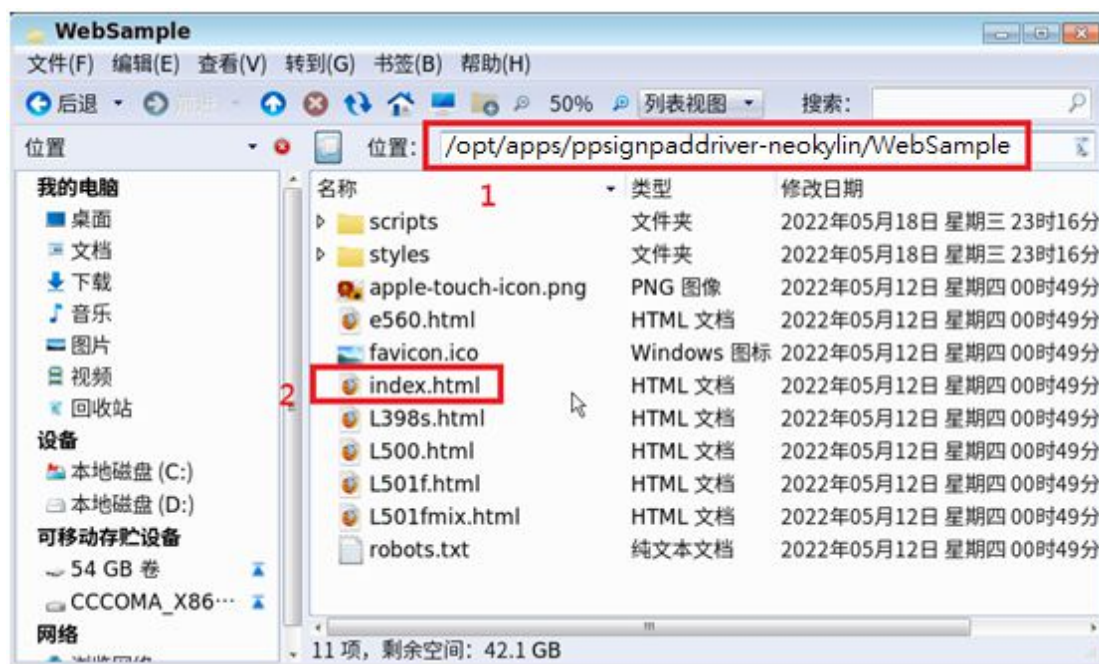 WebSample
文件(F) 编辑(E) 查看(V) 转到(G) 书签(B) 帮助(H)
后退 前进 50% 列表视图 搜索:
位置 位置: /opt/apps/ppsignpaddriver-neokylin/WebSample
1
我的电脑 名称 类型 修改日期
桌面 scripts 文件夹 2022年05月18日 星期三 23时16分
文档 styles 文件夹 2022年05月18日 星期三 23时16分
下载 apple-touch-icon.png PNG 图像 2022年05月12日 星期四 00时49分
音乐 e560.html HTML 文档 2022年05月12日 星期四 00时49分
图片 favicon.ico Windows 图标 2022年05月12日 星期四 00时49分
视频 2 index.html HTML 文档 2022年05月12日 星期四 00时49分
回收站 L398s.html HTML 文档 2022年05月12日 星期四 00时49分
设备 L500.html HTML 文档 2022年05月12日 星期四 00时49分
本地磁盘 (C:) L501f.html HTML 文档 2022年05月12日 星期四 00时49分
本地磁盘 (D:) L501fmix.html HTML 文档 2022年05月12日 星期四 00时49分
可移动存贮设备 robots.txt 纯文本文档 2022年05月12日 星期四 00时49分
54 GB 卷
CCCOMA_X86…
网络
11 项，剩余空间: 42.1 GB